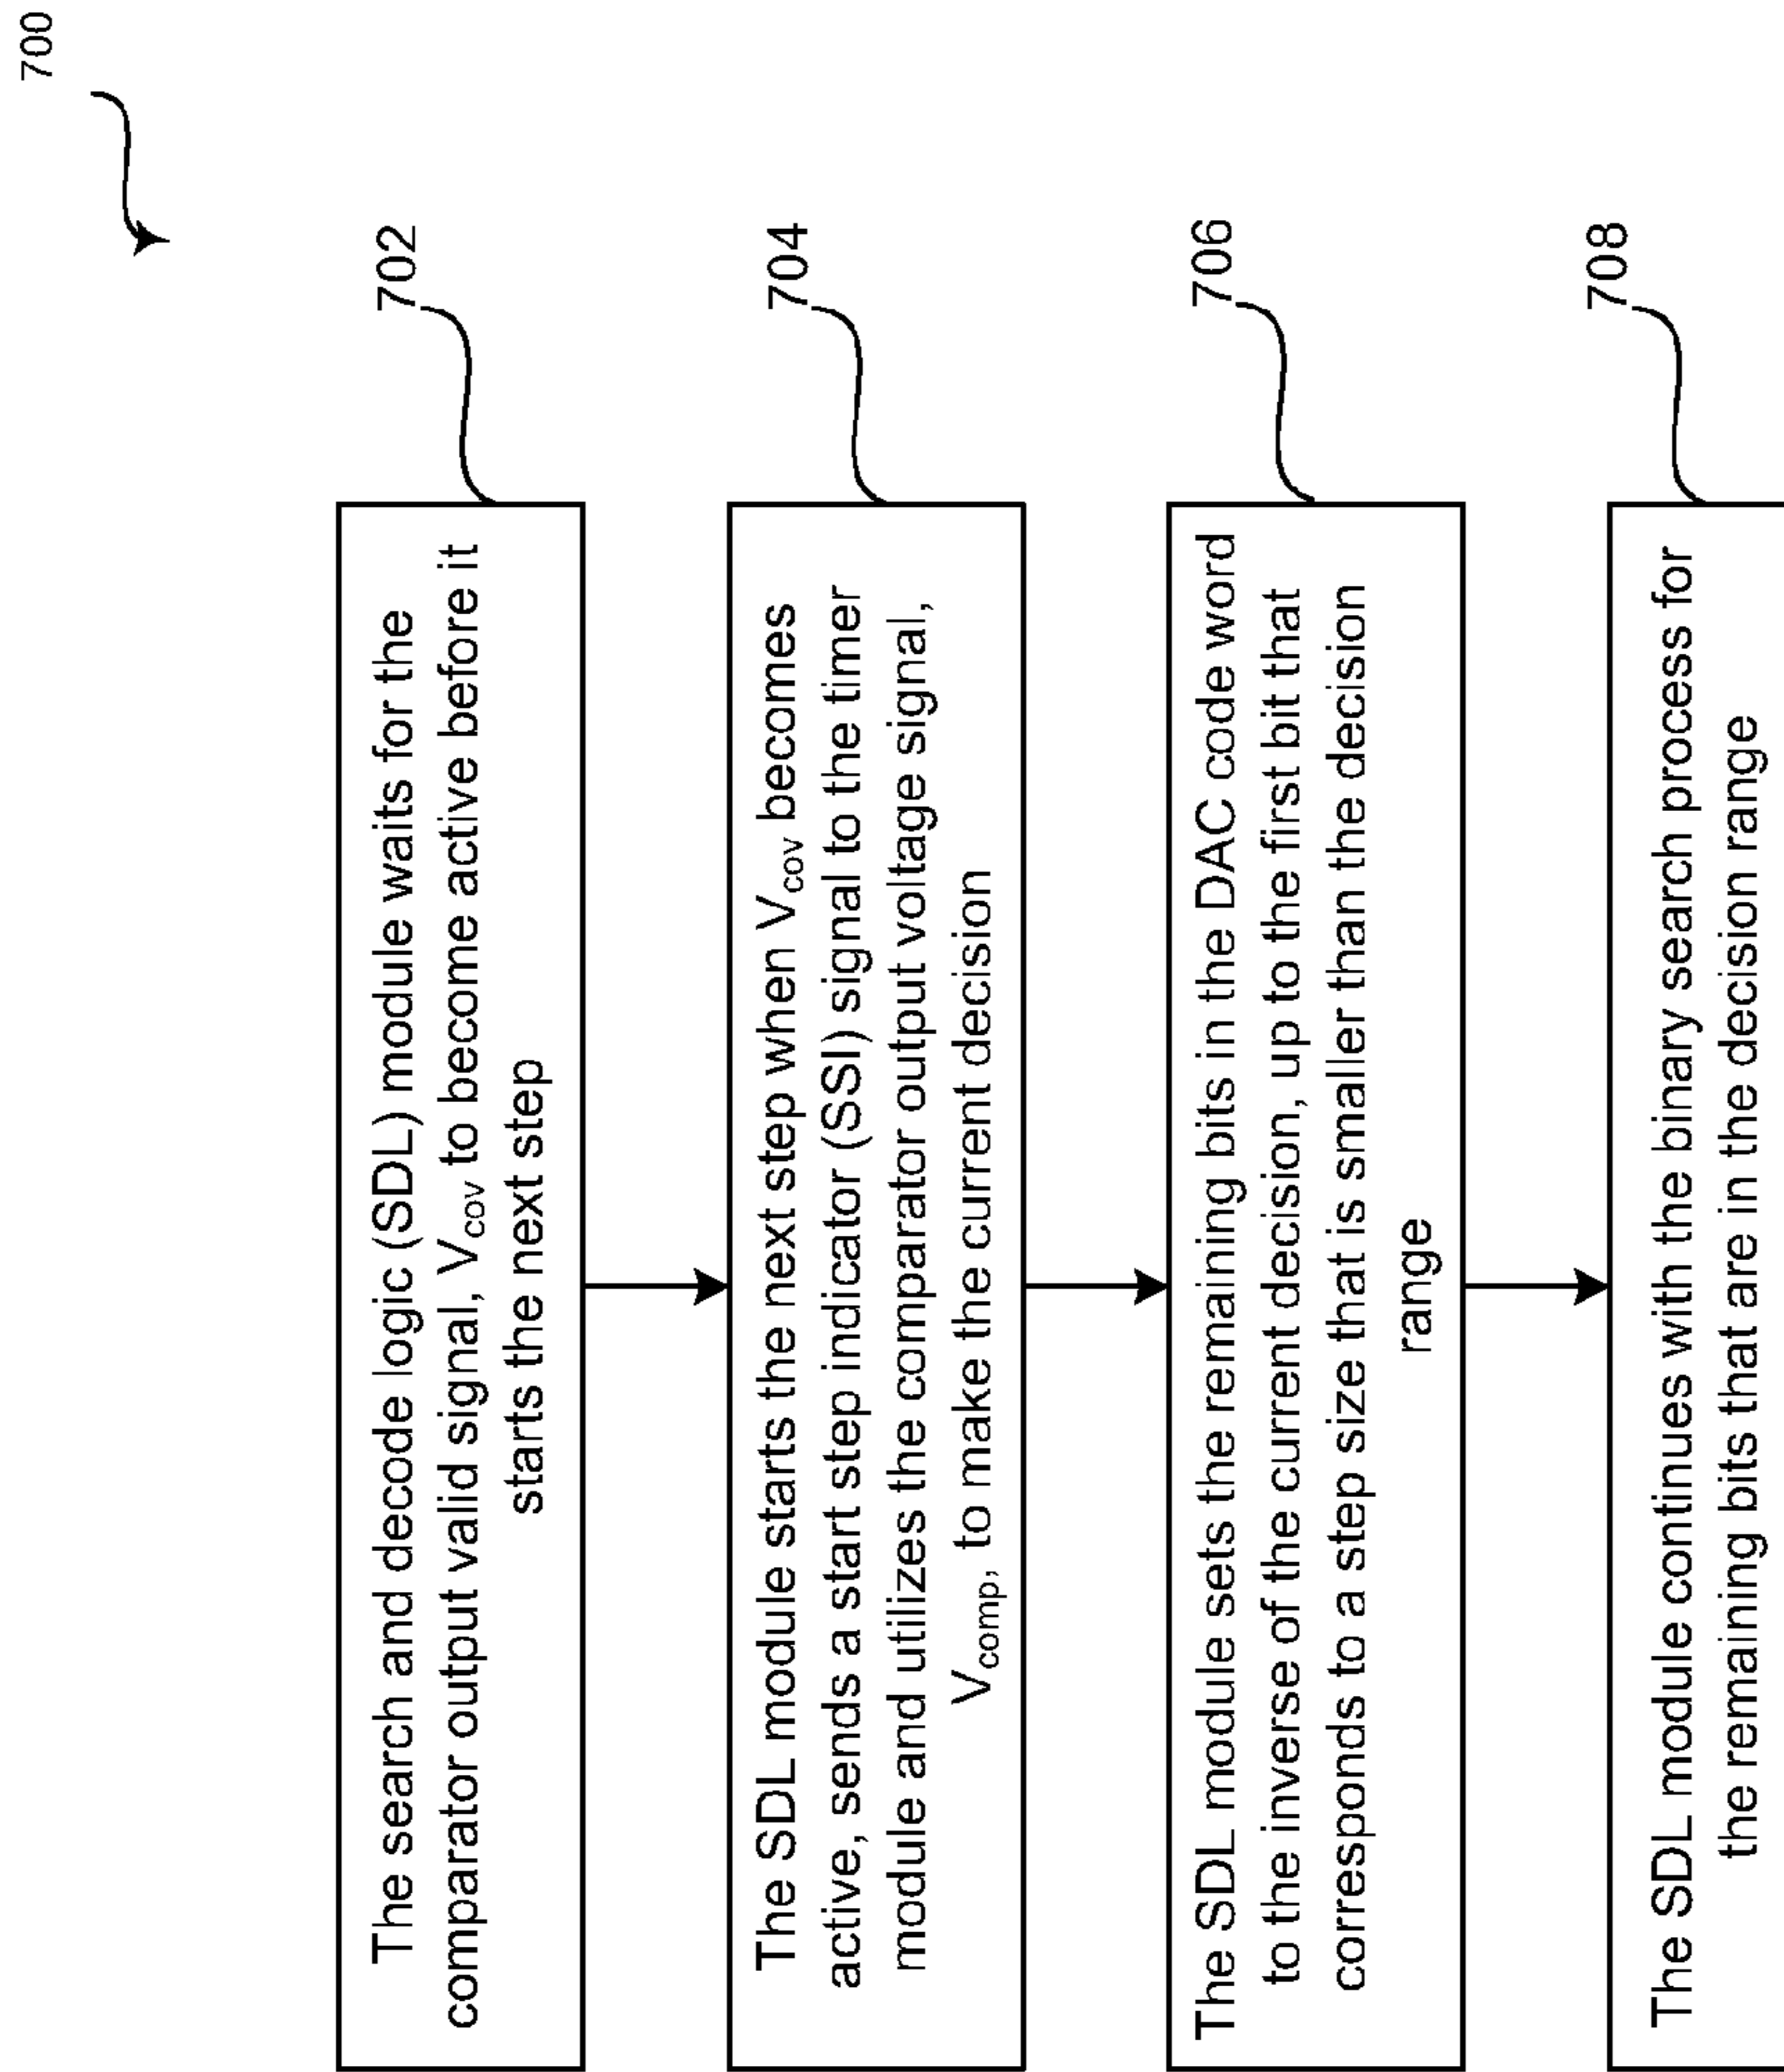 700
702
The search and decode logic (SDL) module waits for the
comparator output valid signal, Vcov to become active before it
starts the next step
704
The SDL module starts the next step when Vcov becomes
active, sends a start step indicator (SSI) signal to the timer
module and utilizes the comparator output voltage signal,
Vcomp, to make the current decision
706
The SDL module sets the remaining bits in the DAC code word
to the inverse of the current decision, up to the first bit that
corresponds to a step size that is smaller than the decision
range
708
The SDL module continues with the binary search process for
the remaining bits that are in the decision range